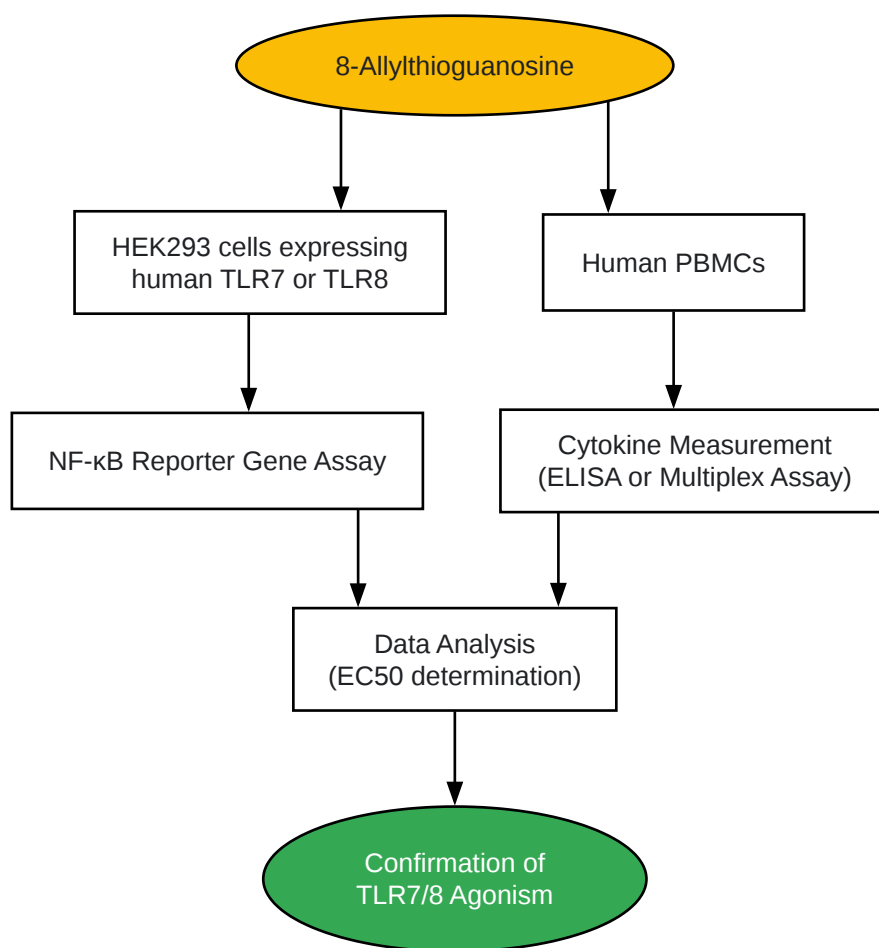 8-Allylthioguanosine
HEK293 cells expressing
human TLR7 or TLR8
Human PBMCs
NF-κB Reporter Gene Assay
Cytokine Measurement
(ELISA or Multiplex Assay)
Data Analysis
(EC50 determination)
Confirmation of
TLR7/8 Agonism